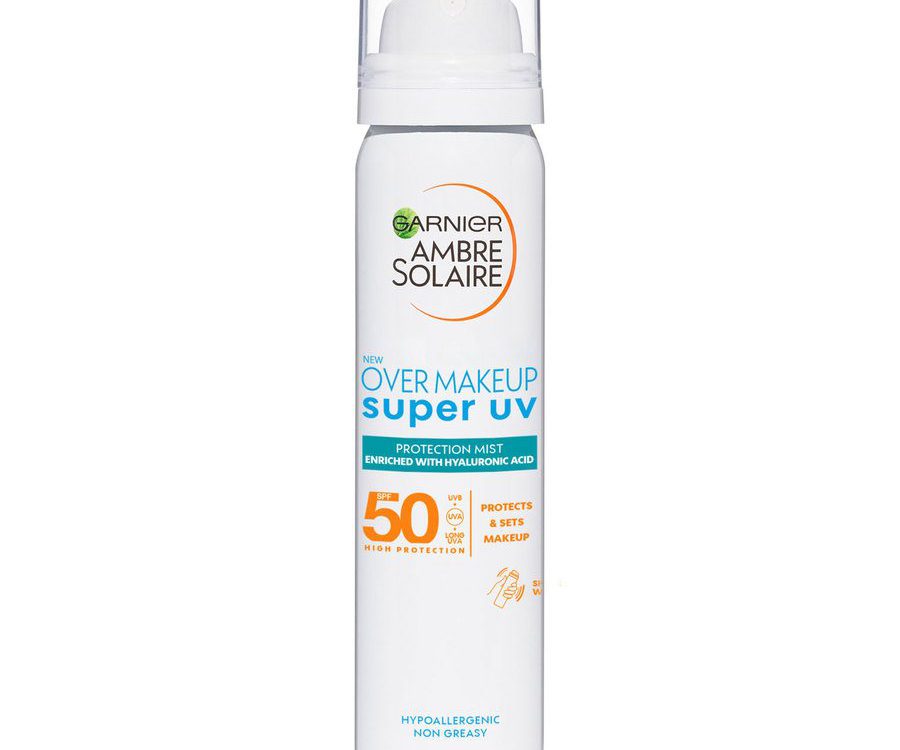 GARNIER
AMBRE
SOLAIRE
NEW
OVER MAKEUP
super uv
PROTECTION MIST
ENRICHED WITH HYALURONIC ACID
SPF
50
UVB
UVA
LONG
UVA
HIGH PROTECTION
PROTECTS
& SETS
MAKEUP
HYPOALLERGENIC
NON GREASY